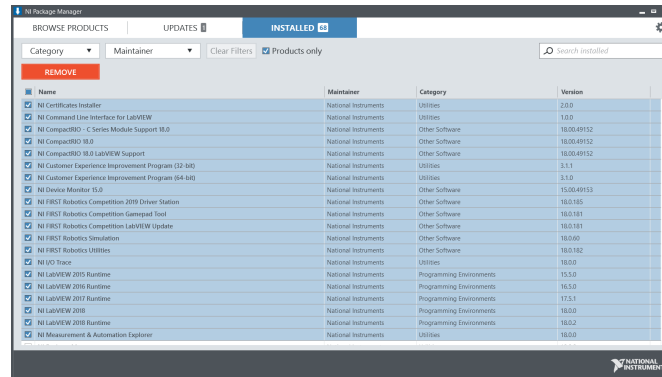 NI Package Manager
BROWSE PRODUCTS UPDATES 1 INSTALLED 68
Category Maintainer Clear Filters Products only Search installed
REMOVE
Name Maintainer Category Version
NI Certificates Installer National Instruments Utilities 2.0.0
NI Command Line Interface for LabVIEW National Instruments Utilities 1.0.0
NI CompactRIO - C Series Module Support 18.0 National Instruments Other Software 18.00.49152
NI CompactRIO 18.0 National Instruments Other Software 18.00.49152
NI CompactRIO 18.0 LabVIEW Support National Instruments Other Software 18.00.49152
NI Customer Experience Improvement Program (32-bit) National Instruments Utilities 3.1.1
NI Customer Experience Improvement Program (64-bit) National Instruments Utilities 3.1.0
NI Device Monitor 15.0 National Instruments Other Software 15.00.49153
NI FIRST Robotics Competition 2019 Driver Station National Instruments Other Software 18.0.185
NI FIRST Robotics Competition Gamepad Tool National Instruments Other Software 18.0.181
NI FIRST Robotics Competition LabVIEW Update National Instruments Other Software 18.0.181
NI FIRST Robotics Simulation National Instruments Other Software 18.0.60
NI FIRST Robotics Utilities National Instruments Other Software 18.0.182
NI I/O Trace National Instruments Utilities 18.0.0
NI LabVIEW 2015 Runtime National Instruments Programming Environments 15.5.0
NI LabVIEW 2016 Runtime National Instruments Programming Environments 16.5.0
NI LabVIEW 2017 Runtime National Instruments Programming Environments 17.5.1
NI LabVIEW 2018 National Instruments Programming Environments 18.0.0
NI LabVIEW 2018 Runtime National Instruments Programming Environments 18.0.2
NI Measurement & Automation Explorer National Instruments Utilities 18.0.0
NATIONAL
INSTRUMEN